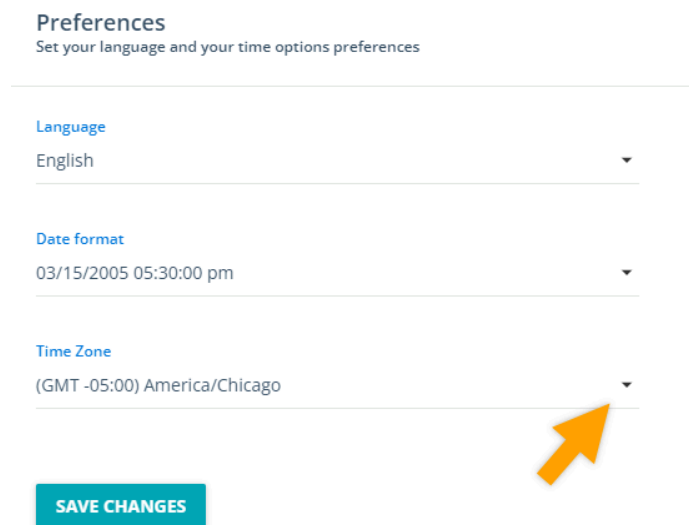 Preferences
Set your language and your time options preferences
Language
English
Date format
03/15/2005 05:30:00 pm
Time Zone
(GMT -05:00) America/Chicago
SAVE CHANGES